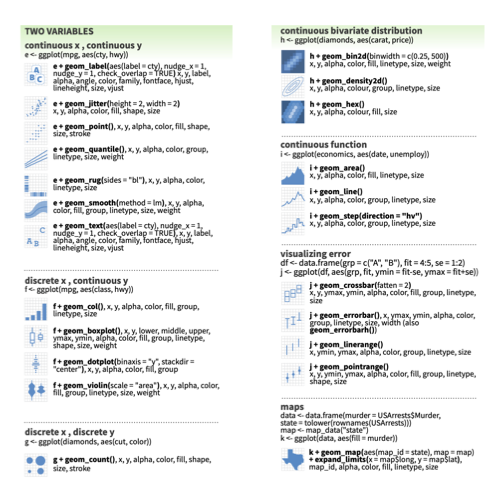 TWO VARIABLES
continuous x , continuous y
e <- ggplot(mpg, aes(cty, hwy))
A
B
C
e + geom_label(aes(label = cty), nudge_x = 1,
nudge_y = 1, check_overlap = TRUE) x, y, label,
alpha, angle, color, family, fontface, hjust,
lineheight, size, vjust
e + geom_jitter(height = 2, width = 2)
x, y, alpha, color, fill, shape, size
e + geom_point(), x, y, alpha, color, fill, shape,
size, stroke
e + geom_quantile(), x, y, alpha, color, group,
linetype, size, weight
e + geom_rug(sides = "bl"), x, y, alpha, color,
linetype, size
e + geom_smooth(method = lm), x, y, alpha,
color, fill, group, linetype, size, weight
A
B
C
e + geom_text(aes(label = cty), nudge_x = 1,
nudge_y = 1, check_overlap = TRUE), x, y, label,
alpha, angle, color, family, fontface, hjust,
lineheight, size, vjust
discrete x , continuous y
f <- ggplot(mpg, aes(class, hwy))
f + geom_col(), x, y, alpha, color, fill, group,
linetype, size
f + geom_boxplot(), x, y, lower, middle, upper,
ymax, ymin, alpha, color, fill, group, linetype,
shape, size, weight
f + geom_dotplot(binaxis = "y", stackdir =
"center"), x, y, alpha, color, fill, group
f + geom_violin(scale = "area"), x, y, alpha, color,
fill, group, linetype, size, weight
discrete x , discrete y
g <- ggplot(diamonds, aes(cut, color))
g + geom_count(), x, y, alpha, color, fill, shape,
size, stroke
continuous bivariate distribution
h <- ggplot(diamonds, aes(carat, price))
h + geom_bin2d(binwidth = c(0.25, 500))
x, y, alpha, color, fill, linetype, size, weight
h + geom_density2d()
x, y, alpha, colour, group, linetype, size
h + geom_hex()
x, y, alpha, colour, fill, size
continuous function
i <- ggplot(economics, aes(date, unemploy))
i + geom_area()
x, y, alpha, color, fill, linetype, size
i + geom_line()
x, y, alpha, color, group, linetype, size
i + geom_step(direction = "hv")
x, y, alpha, color, group, linetype, size
visualizing error
df <- data.frame(grp = c("A", "B"), fit = 4:5, se = 1:2)
j <- ggplot(df, aes(grp, fit, ymin = fit-se, ymax = fit+se))
j + geom_crossbar(fatten = 2)
x, y, ymax, ymin, alpha, color, fill, group, linetype,
size
j + geom_errorbar(), x, ymax, ymin, alpha, color,
group, linetype, size, width (also
geom_errorbarh())
j + geom_linerange()
x, ymin, ymax, alpha, color, group, linetype, size
j + geom_pointrange()
x, y, ymin, ymax, alpha, color, fill, group, linetype,
shape, size
maps
data <- data.frame(murder = USArrests$Murder,
state = tolower(rownames(USArrests)))
map <- map_data("state")
k <- ggplot(data, aes(fill = murder))
k + geom_map(aes(map_id = state), map = map)
+ expand_limits(x = map$long, y = map$lat),
map_id, alpha, color, fill, linetype, size